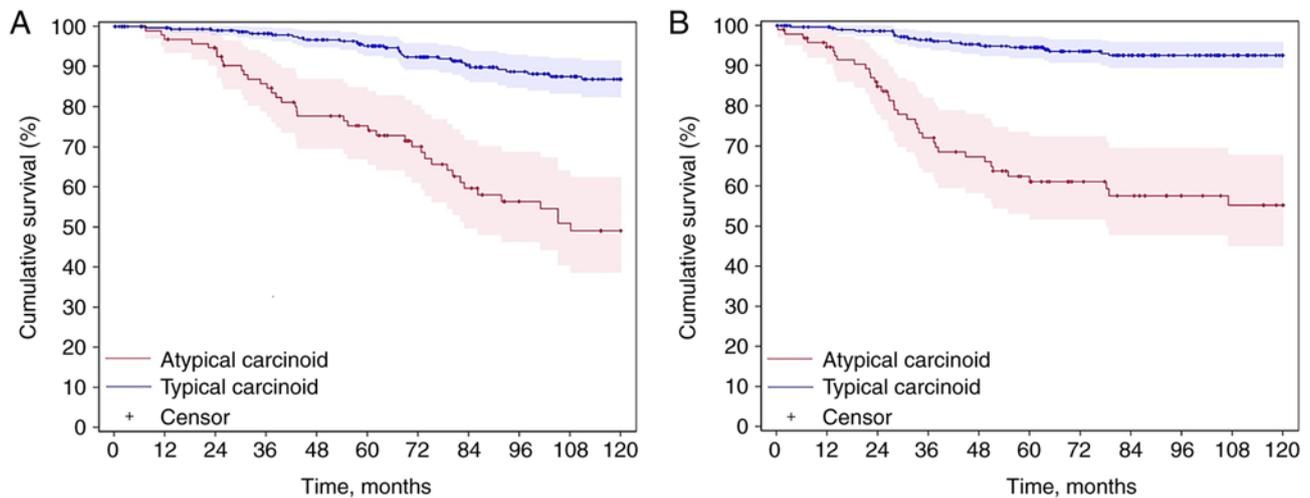 A
Cumulative survival (%)
100
90
80
70
60
50
40
30
20
10
0
Atypical carcinoid
Typical carcinoid
+ Censor
0 12 24 36 48 60 72 84 96 108 120
Time, months
B
Cumulative survival (%)
100
90
80
70
60
50
40
30
20
10
0
Atypical carcinoid
Typical carcinoid
+ Censor
0 12 24 36 48 60 72 84 96 108 120
Time, months